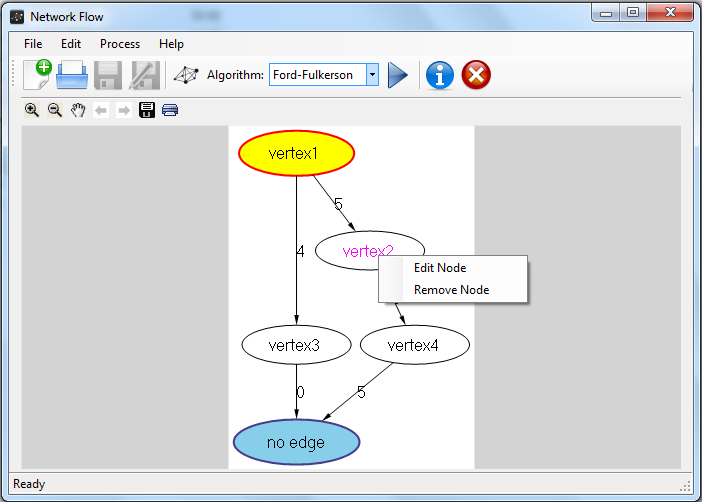 Network Flow
File Edit Process Help
Algorithm: Ford-Fulkerson
vertex1
5
vertex2
4
Edit Node
Remove Node
vertex3 vertex4
0 5
no edge
Ready